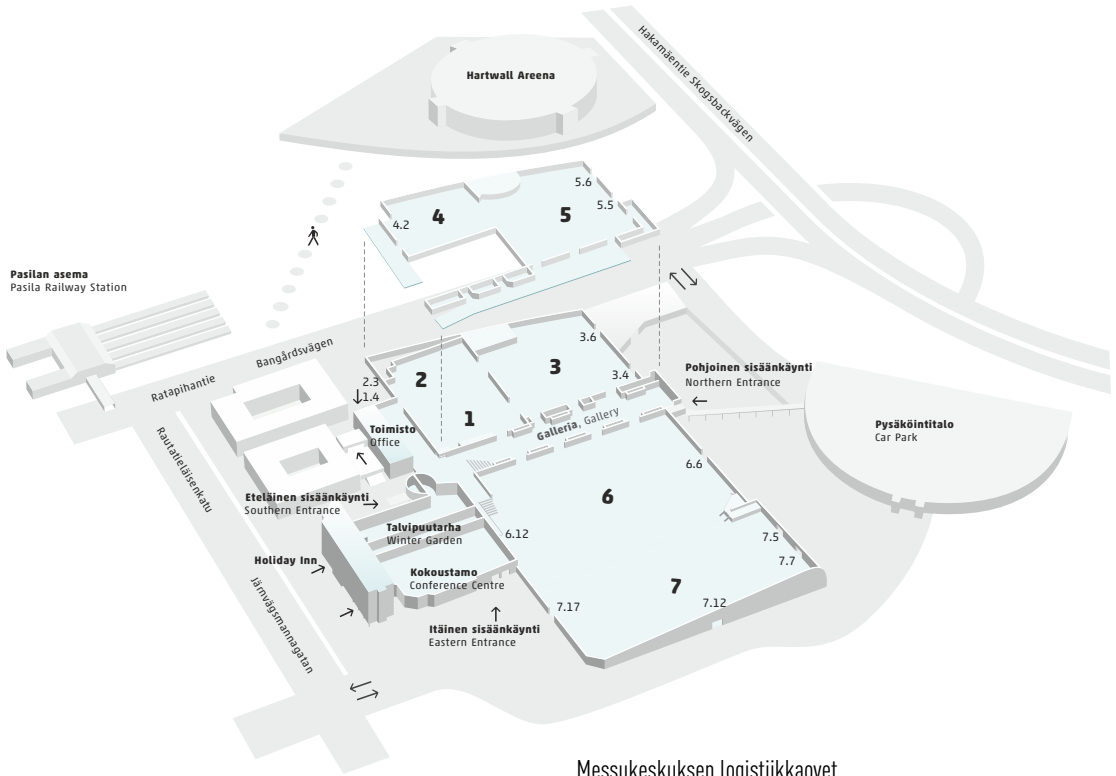 Hakamäentie Skogsbackvägen
Hartwall Areena
5.6
5.5
4
5
4.2
Pasilan asema
Pasila Railway Station
Bangårdsvägen
Ratapihantie
3.6
3
3.4
2
2.3
1.4
1
Pohjoinen sisäänkäynti
Northern Entrance
Galleria, Gallery
Toimisto
Office
Pysäköintitalo
Car Park
Rautatieläisenkatu
6.6
6
Eteläinen sisäänkäynti
Southern Entrance
Talvipuutarha
Winter Garden
6.12
7.5
7.7
Holiday Inn
Kokoustamo
Conference Centre
7
7.12
7.17
Järnvägsmannagatan
Itäinen sisäänkäynti
Eastern Entrance
Messukeskuksen logistiikkaovet